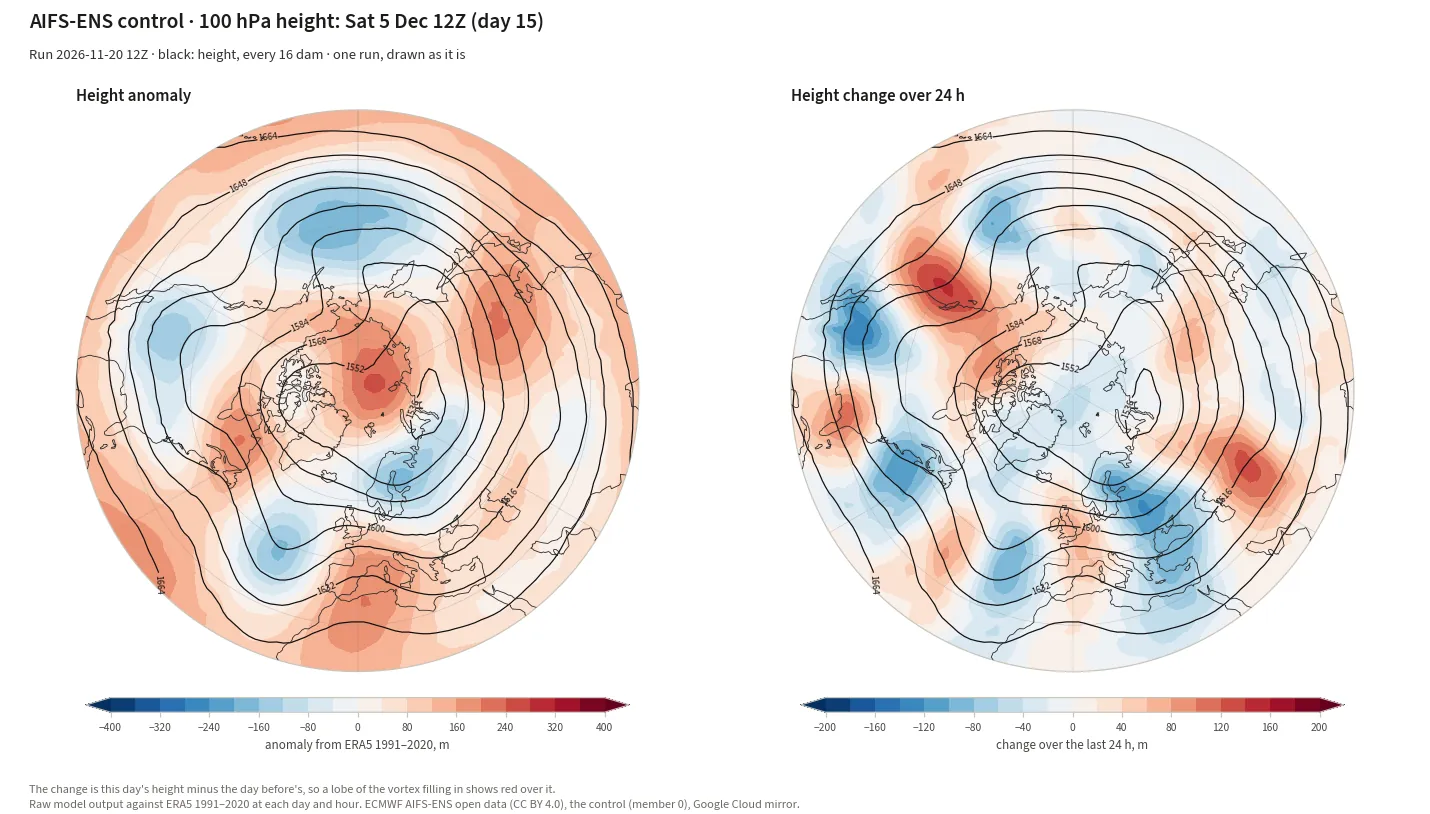 AIFS-ENS control · 100 hPa height: Sat 5 Dec 12Z (day 15)
Run 2026-11-20 12Z · black: height, every 16 dam · one run, drawn as it is
Height anomaly
Height change over 24 h
1664
1648
1584
1568
1552
1536
1616
1600
1632
1664
1664
1648
1584
1568
1552
1536
1616
1600
1632
1664
−400 −320 −240 −160 −80 0 80 160 240 320 400
anomaly from ERA5 1991–2020, m
−200 −160 −120 −80 −40 0 40 80 120 160 200
change over the last 24 h, m
The change is this day's height minus the day before's, so a lobe of the vortex filling in shows red over it.
Raw model output against ERA5 1991–2020 at each day and hour. ECMWF AIFS-ENS open data (CC BY 4.0), the control (member 0), Google Cloud mirror.